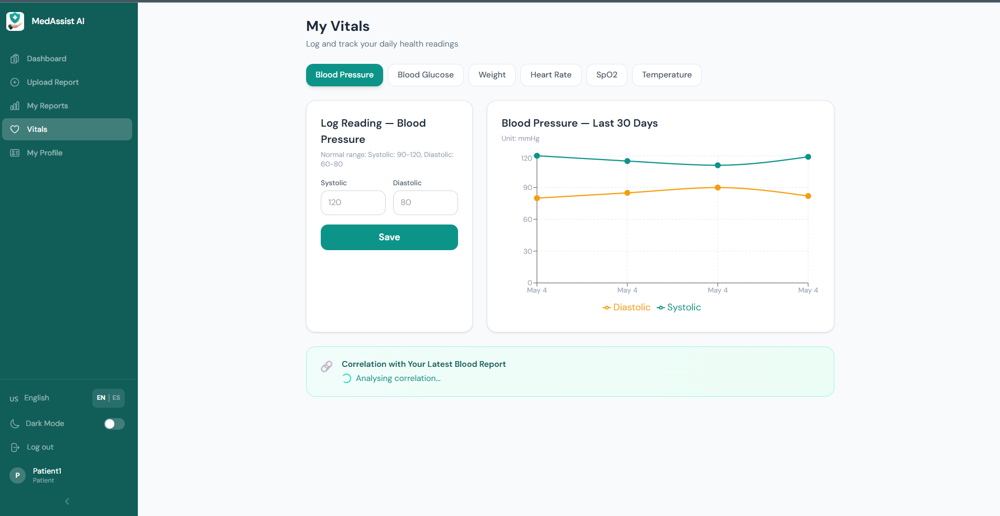 MedAssist AI
Dashboard
Upload Report
My Reports
Vitals
My Profile
US English EN | ES
Dark Mode
Log out
P
Patient1
Patient
My Vitals
Log and track your daily health readings
Blood Pressure Blood Glucose Weight Heart Rate SpO2 Temperature
Log Reading — Blood
Pressure
Normal range: Systolic: 90-120, Diastolic:
60-80
Systolic Diastolic
120 80
Save
Blood Pressure — Last 30 Days
Unit: mmHg
120
90
60
30
0
May 4 May 4 May 4 May 4
Diastolic Systolic
Correlation with Your Latest Blood Report
Analysing correlation...